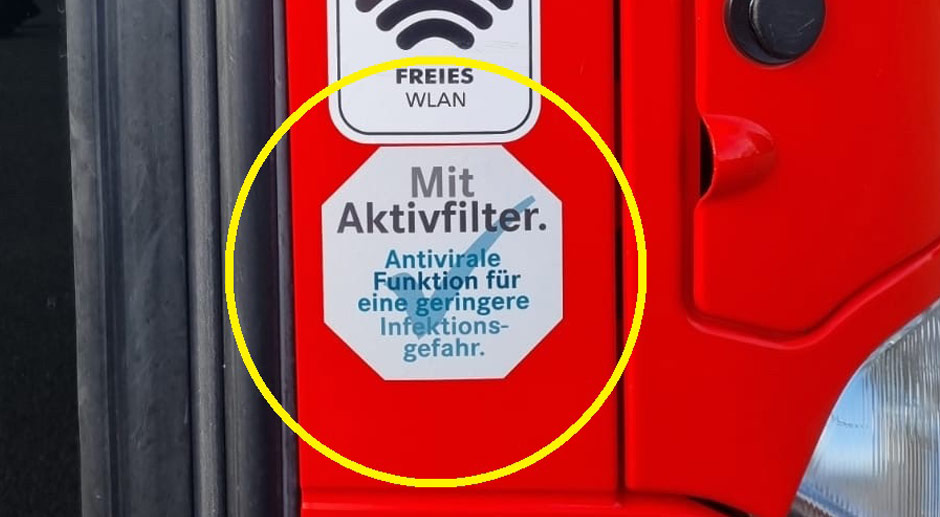 FREIES
WLAN
Mit
Aktivfilter.
Antivirale
Funktion für
eine geringere
Infektions-
gefahr.